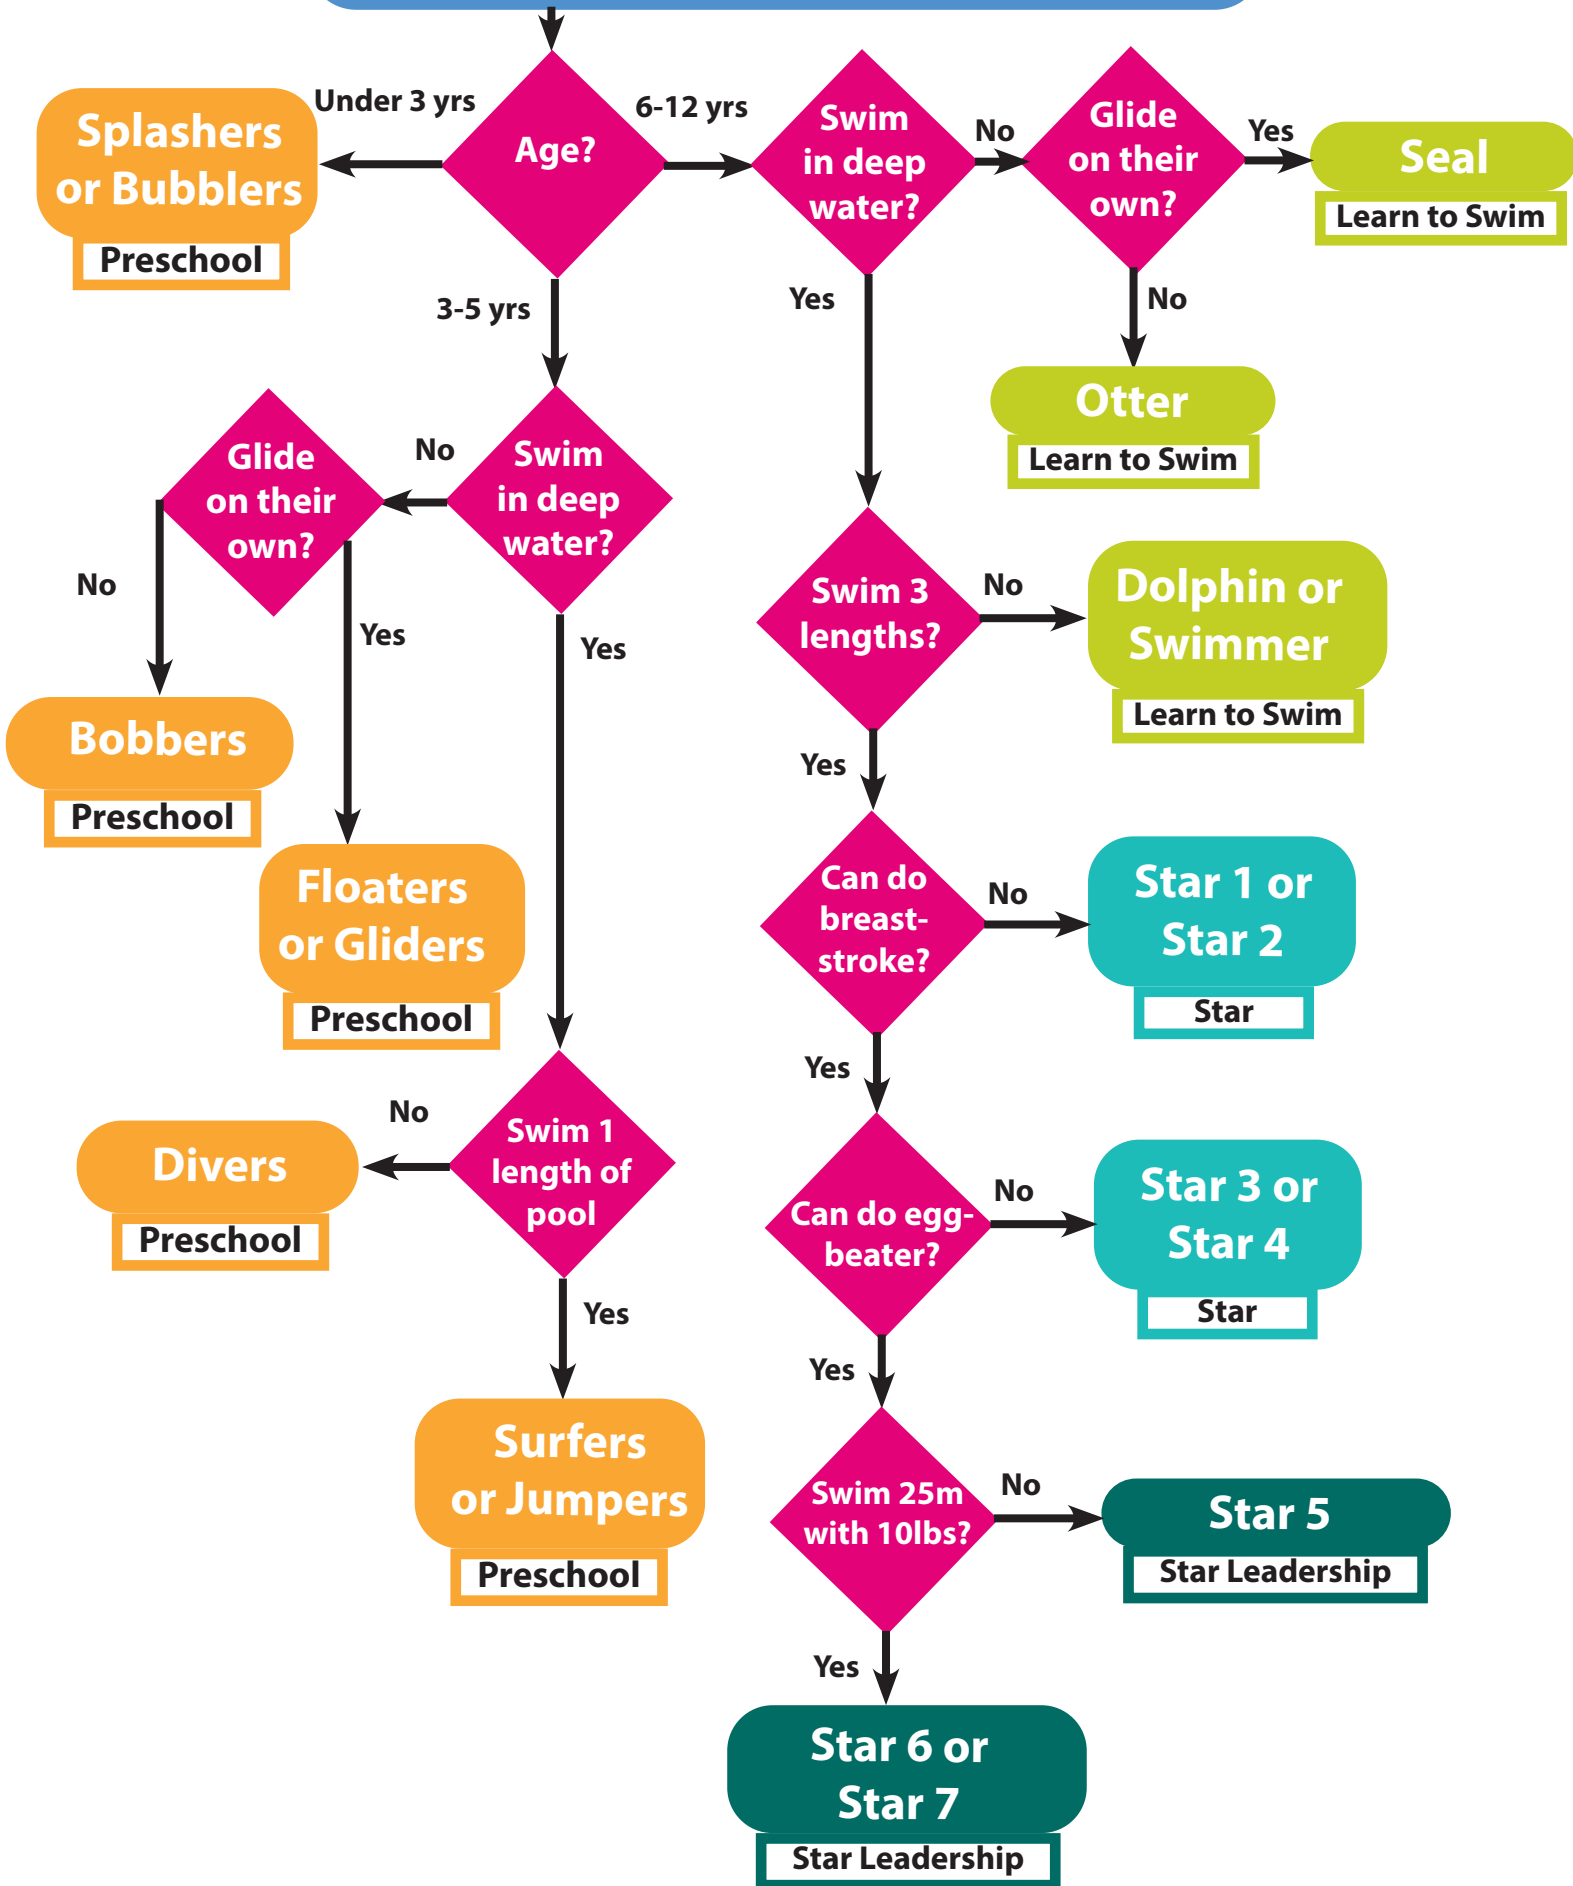 Under 3 yrs
Splashers
or Bubblers
Preschool
Age?
6-12 yrs
Swim
in deep
water?
No
Glide
on their
own?
Yes
Seal
Learn to Swim
No
Otter
Learn to Swim
3-5 yrs
Swim
in deep
water?
No
Glide
on their
own?
No
Bobbers
Preschool
Yes
Floaters
or Gliders
Preschool
Yes
Swim 1
length of
pool
No
Divers
Preschool
Yes
Surfers
or Jumpers
Preschool
Yes
Swim 3
lengths?
No
Dolphin or
Swimmer
Learn to Swim
Yes
Can do
breast-
stroke?
No
Star 1 or
Star 2
Star
Yes
Can do egg-
beater?
No
Star 3 or
Star 4
Star
Yes
Swim 25m
with 10lbs?
No
Star 5
Star Leadership
Yes
Star 6 or
Star 7
Star Leadership